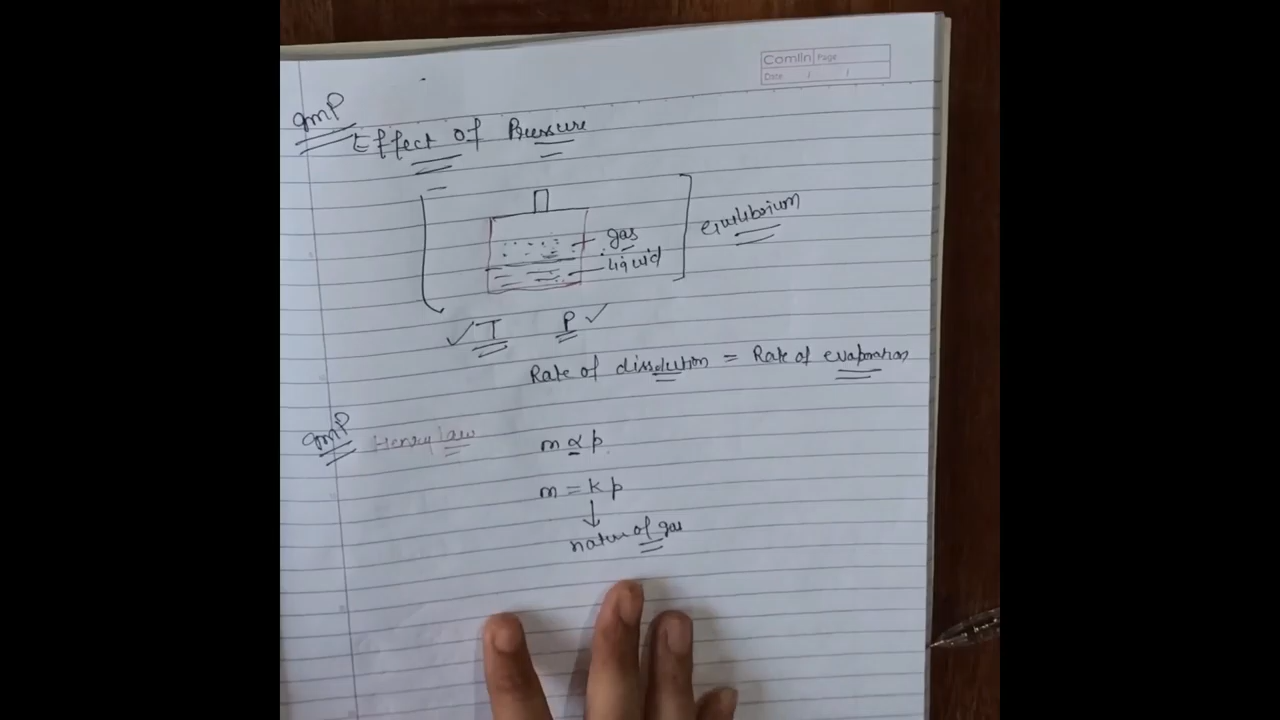 Comlin Page
Date / /
ImP
Effect of Pressure
gas
liquid
equilibrium
✓ T P ✓
Rate of dissolution = Rate of evaporation
ImP Henry law
m ∝ p
m = k p
↓
nature of gas